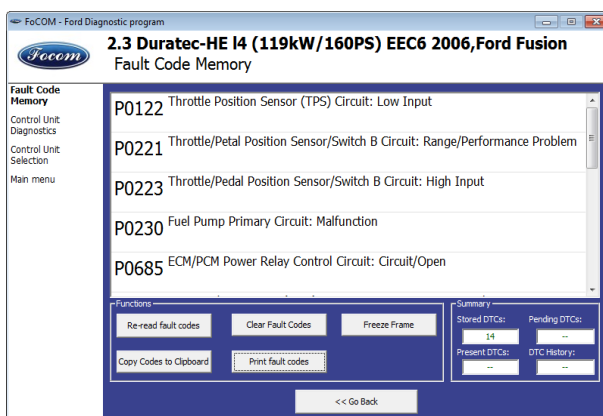 FoCOM - Ford Diagnostic program
Focom
2.3 Duratec-HE I4 (119kW/160PS) EEC6 2006,Ford Fusion
Fault Code Memory
Fault Code
Memory
Control Unit
Diagnostics
Control Unit
Selection
Main menu
P0122 Throttle Position Sensor (TPS) Circuit: Low Input
P0221 Throttle/Petal Position Sensor/Switch B Circuit: Range/Performance Problem
P0223 Throttle/Pedal Position Sensor/Switch B Circuit: High Input
P0230 Fuel Pump Primary Circuit: Malfunction
P0685 ECM/PCM Power Relay Control Circuit: Circuit/Open
Functions
Re-read fault codes
Clear Fault Codes
Freeze Frame
Copy Codes to Clipboard
Print fault codes
Summary
Stored DTCs:
Pending DTCs:
14
--
Present DTCs:
DTC History:
--
--
<< Go Back